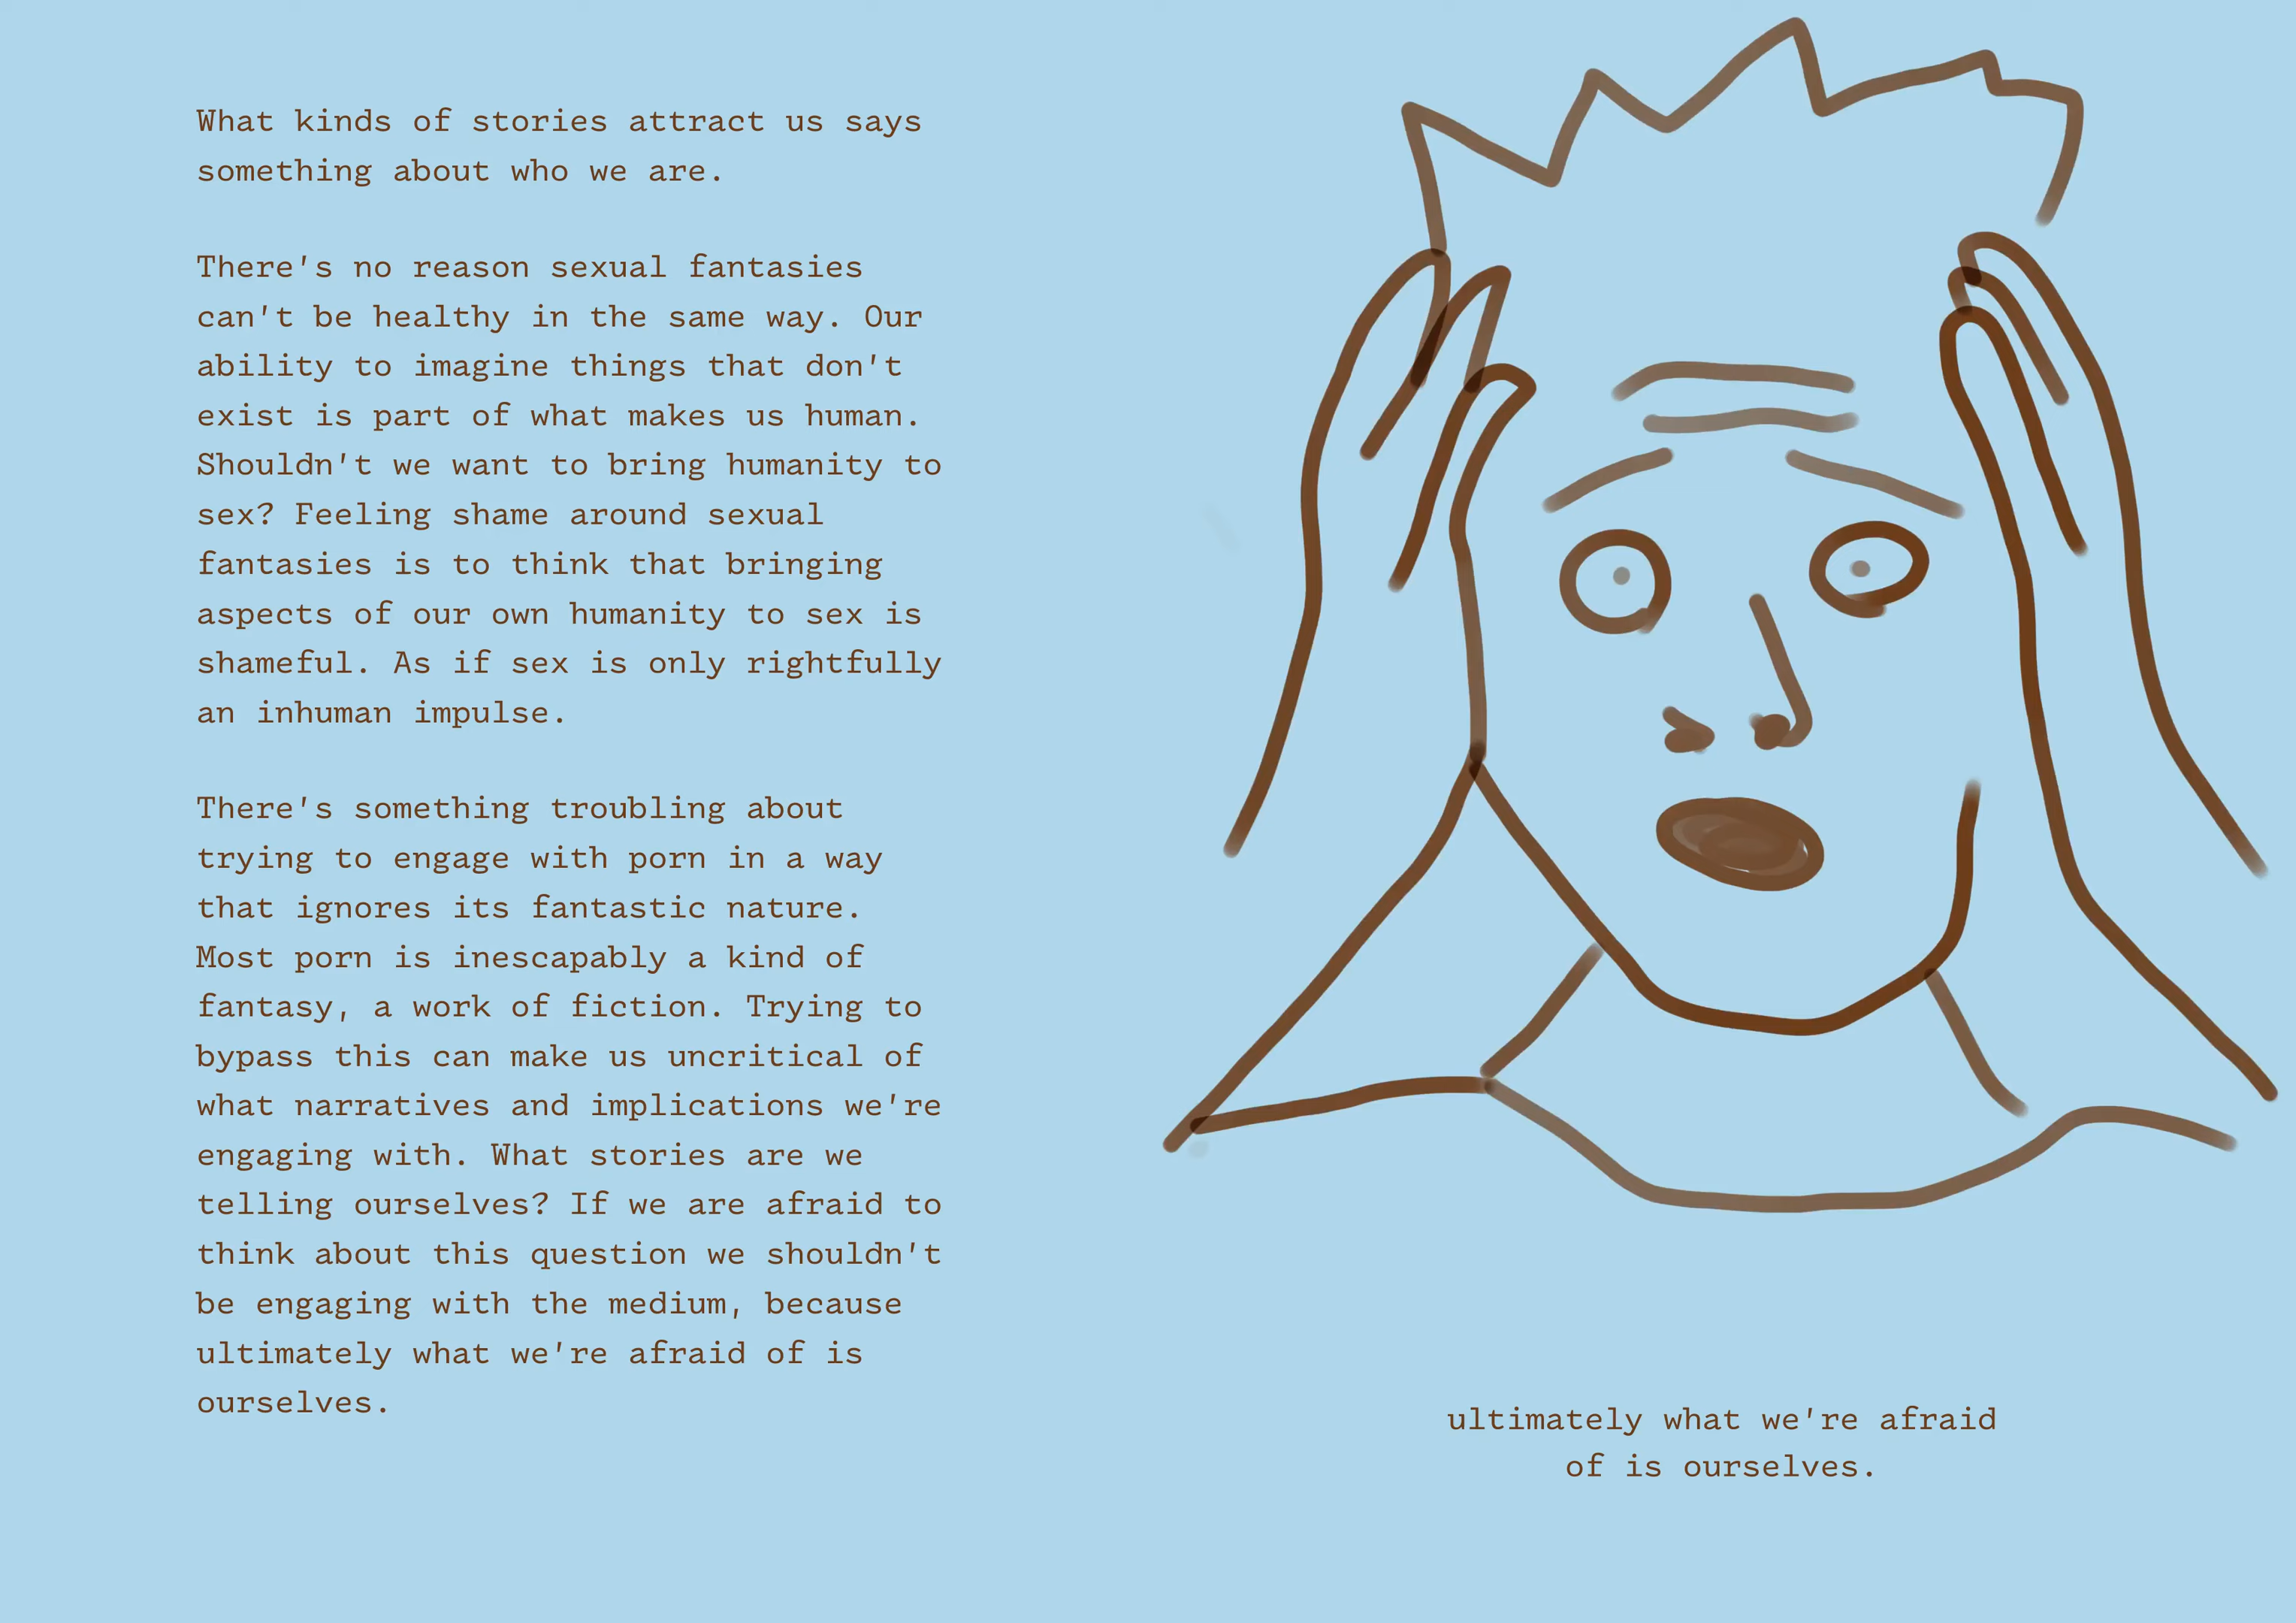 What kinds of stories attract us says
something about who we are.
There's no reason sexual fantasies
can't be healthy in the same way. Our
ability to imagine things that don't
exist is part of what makes us human.
Shouldn't we want to bring humanity to
sex? Feeling shame around sexual
fantasies is to think that bringing
aspects of our own humanity to sex is
shameful. As if sex is only rightfully
an inhuman impulse.
There's something troubling about
trying to engage with porn in a way
that ignores its fantastic nature.
Most porn is inescapably a kind of
fantasy, a work of fiction. Trying to
bypass this can make us uncritical of
what narratives and implications we're
engaging with. What stories are we
telling ourselves? If we are afraid to
think about this question we shouldn't
be engaging with the medium, because
ultimately what we're afraid of is
ourselves.
ultimately what we're afraid
of is ourselves.